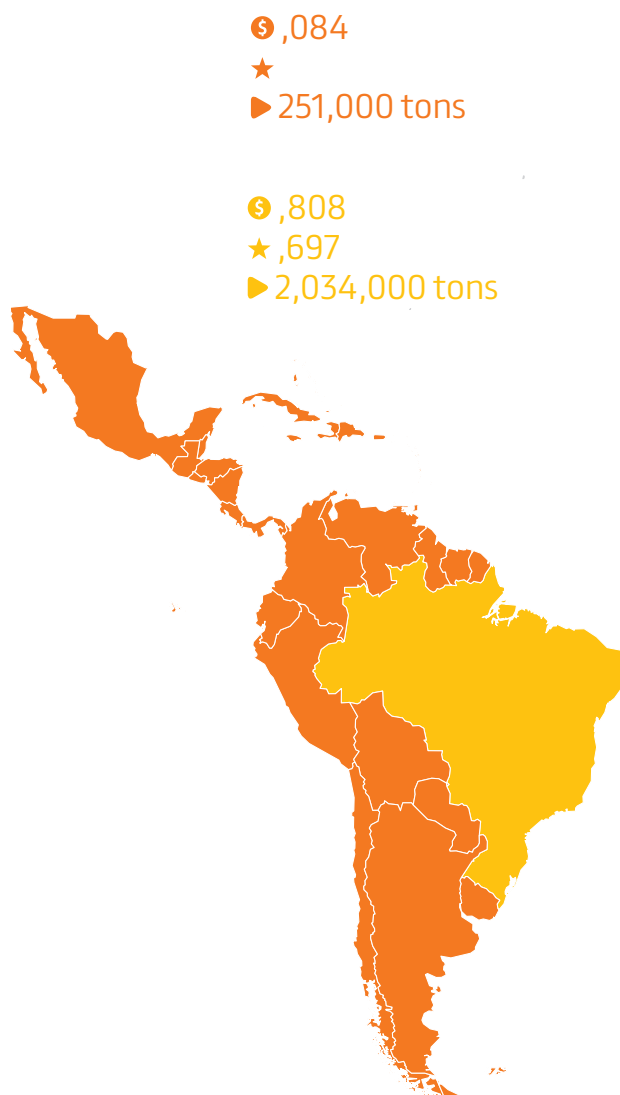 $ ,084
★
▶ 251,000 tons
$ ,808
★ ,697
▶ 2,034,000 tons